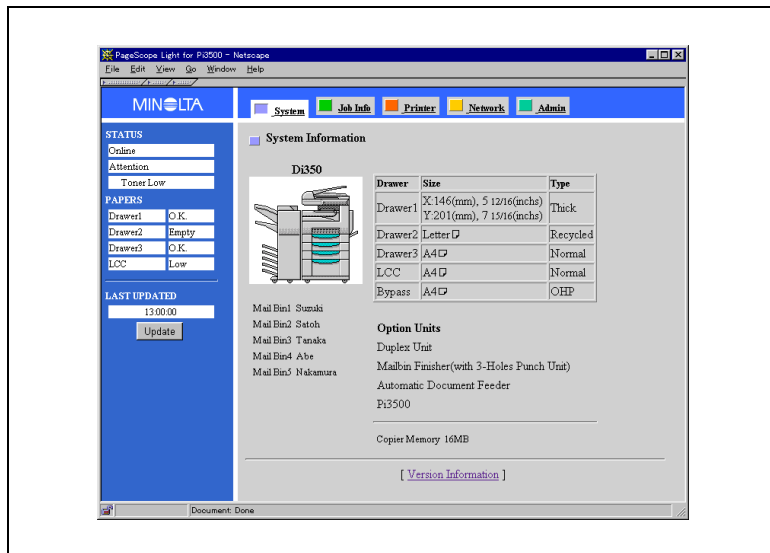 PageScope Light for Pi3500 - Netscape
File Edit View Go Window Help
MINOLTA
System
Job Info
Printer
Network
Admin
STATUS
Online
Attention
Toner Low
PAPERS
Drawer1 O.K.
Drawer2 Empty
Drawer3 O.K.
LCC Low
LAST UPDATED
13:00:00
Update
System Information
Di350
Mail Bin1 Suzuki
Mail Bin2 Satoh
Mail Bin3 Tanaka
Mail Bin4 Abe
Mail Bin5 Nakamura
Drawer Size Type
Drawer1 X:146(mm), 5 12/16(inchs) Thick
Y:201(mm), 7 15/16(inchs)
Drawer2 Letter Recycled
Drawer3 A4 Normal
LCC A4 Normal
Bypass A4 OHP
Option Units
Duplex Unit
Mailbin Finisher(with 3-Holes Punch Unit)
Automatic Document Feeder
Pi3500
Copier Memory 16MB
[ Version Information ]
Document: Done